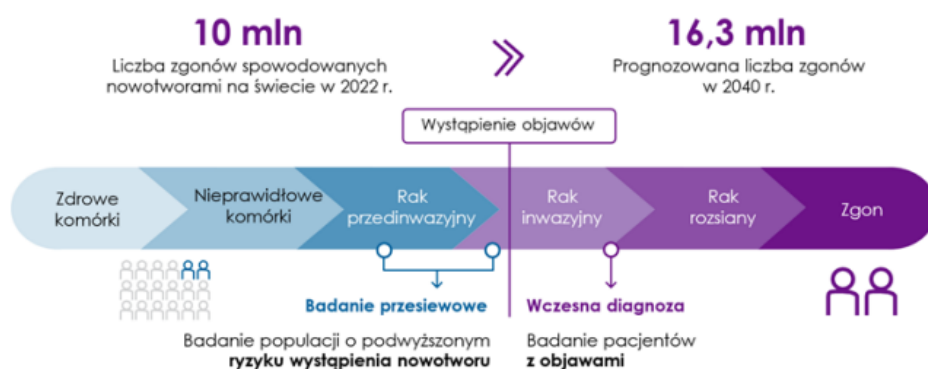 10 mln
Liczba zgonów spowodowanych
nowotworami na świecie w 2022 r.
16,3 mln
Prognozowana liczba zgonów
w 2040 r.
Wystąpienie objawów
Zdrowe
komórki
Nieprawidłowe
komórki
Rak
przedinwazyjny
Rak
inwazyjny
Rak
rozsiany
Zgon
Badanie przesiewowe
Badanie populacji o podwyższonym
ryzyku wystąpienia nowotworu
Wczesna diagnoza
Badanie pacjentów
z objawami